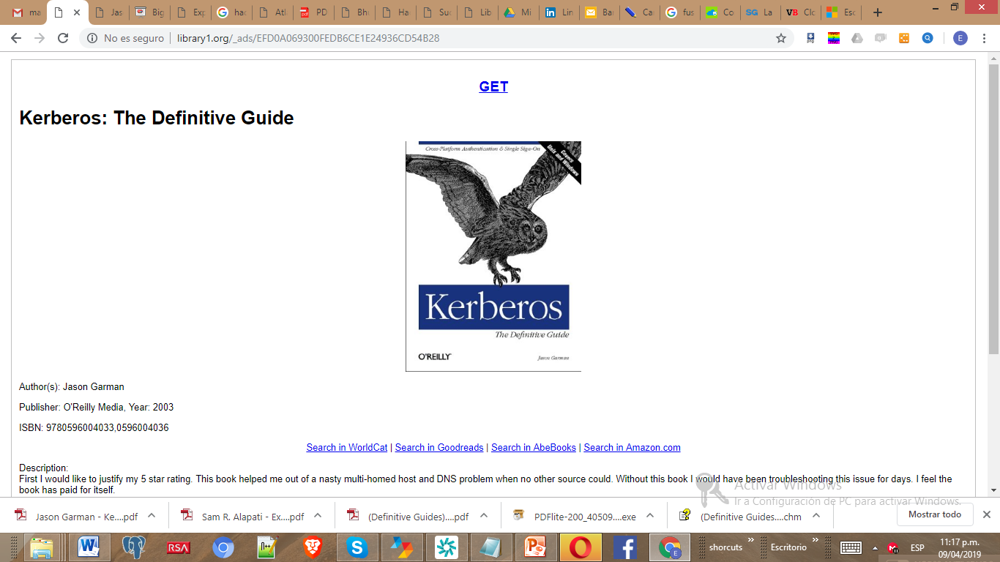 ma
Jas
Big
Exp
hac
Atl
PD
Bh
Ha
Suc
Lib
Mi
Ba
Lin
Ca
fus
Co
SG La
VB Clo
Esc
No es seguro | library1.org/_ads/EFD0A069300FEDB6CE1E24936CD54B28
png
E
GET
Kerberos: The Definitive Guide
Cross-Platform Authentication & Single Sign-On
Covers
Unix and Windows
Kerberos
The Definitive Guide
O'REILLY
Jason Garman
Author(s): Jason Garman
Publisher: O'Reilly Media, Year: 2003
ISBN: 9780596004033,0596004036
Search in WorldCat | Search in Goodreads | Search in AbeBooks | Search in Amazon.com
Description:
First I would like to justify my 5 star rating. This book helped me out of a nasty multi-homed host and DNS problem when no other source could. Without this book I would have been troubleshooting this issue for days. I feel the
book has paid for itself.
Activar Windows
Ir a Configuración de PC para activar Windows.
Jason Garman - Ke....pdf
Sam R. Alapati - Ex....pdf
(Definitive Guides)....pdf
PDFlite-200_40509....exe
(Definitive Guides....chm
Mostrar todo
RSA
shorcuts
Escritorio
ESP
11:17 p.m.
09/04/2019